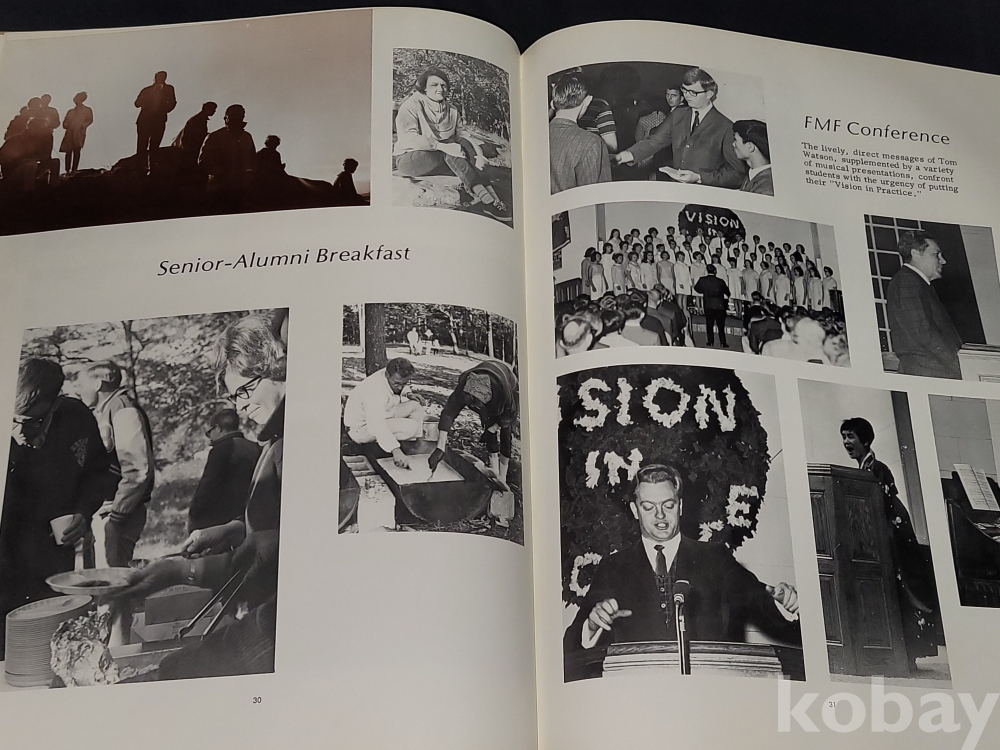 Senior-Alumni Breakfast
30
FMF Conference
The lively, direct messages of Tom
Watson, supplemented by a variety
of musical presentations, confront
students with the urgency of putting
their "Vision in Practice."
VISION
IN
SION
IN
E
C
31
kobay